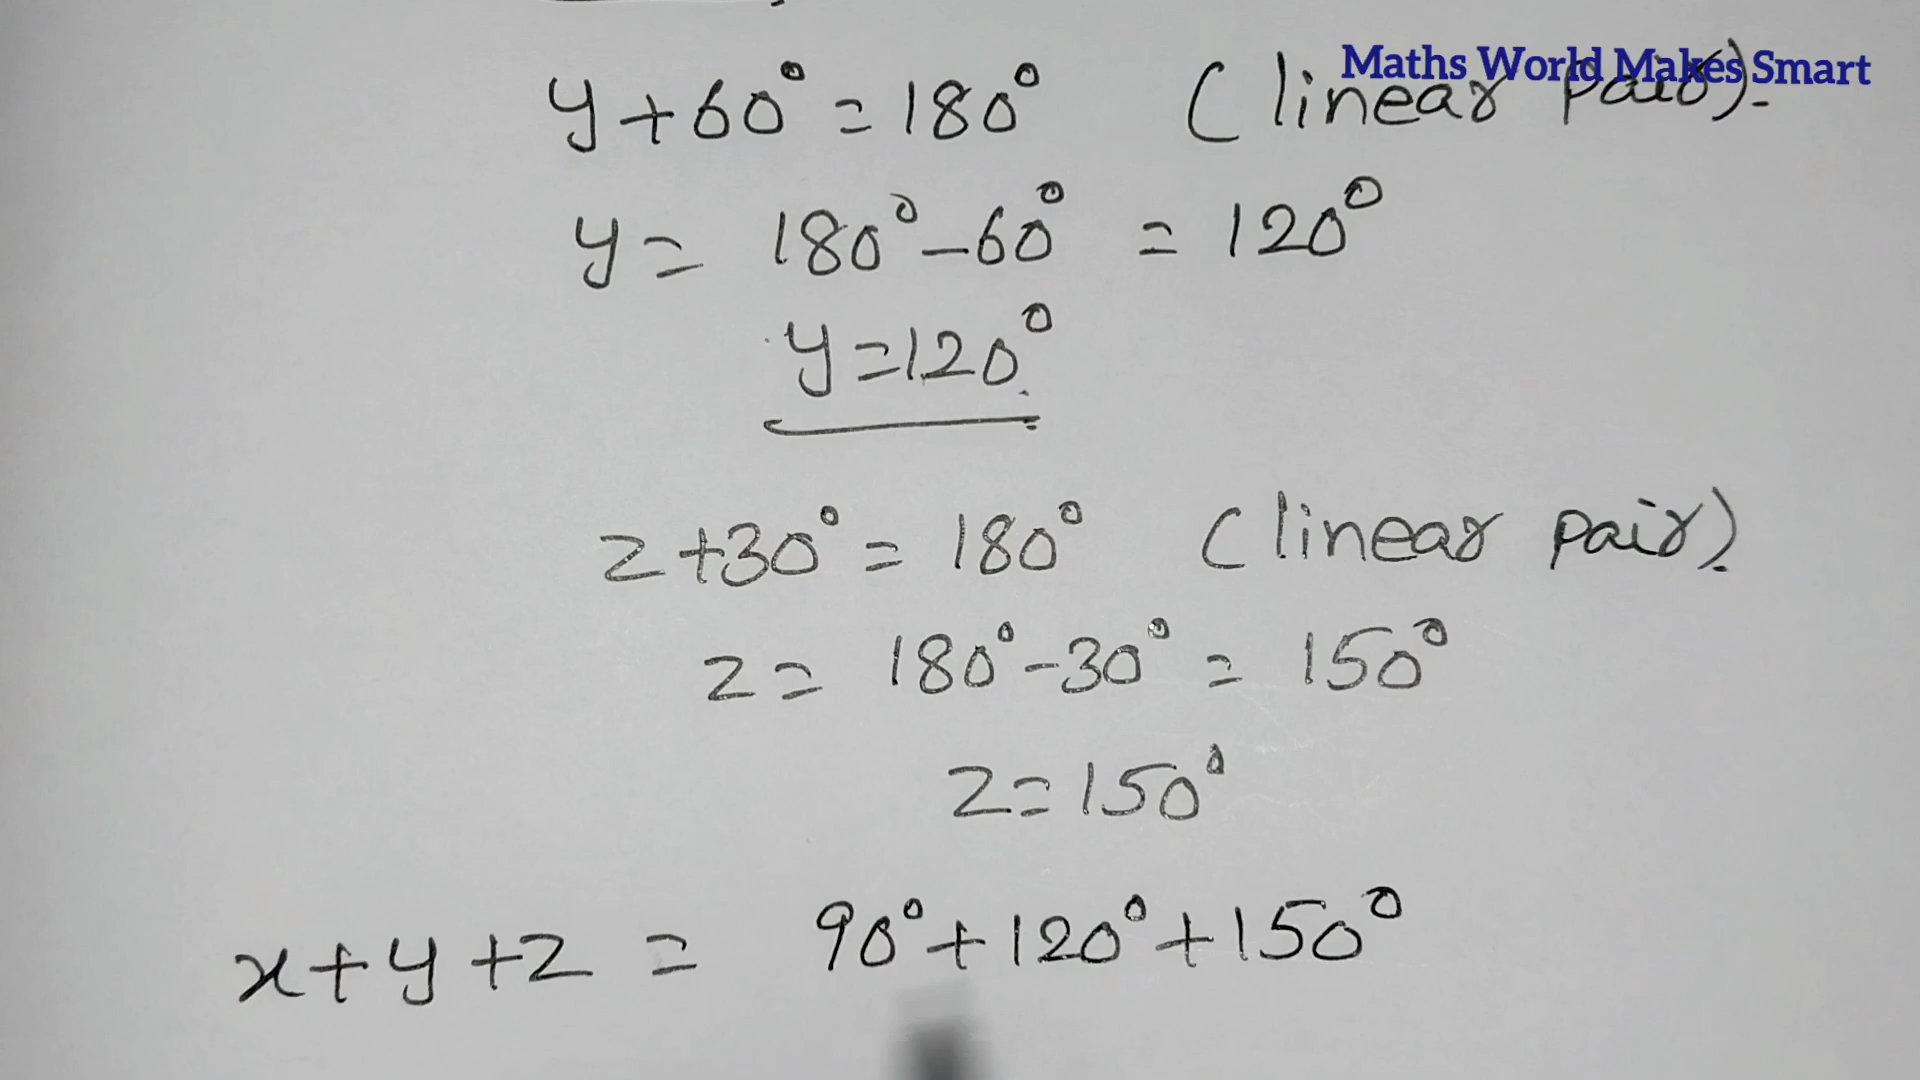 Maths World Makes Smart
y+60°=180° (linear pair).
y= 180°-60° = 120°
y=120°.
z+30°= 180° (linear pair).
z= 180°-30° = 150°
z=150°
x+y+z = 90°+120°+150°